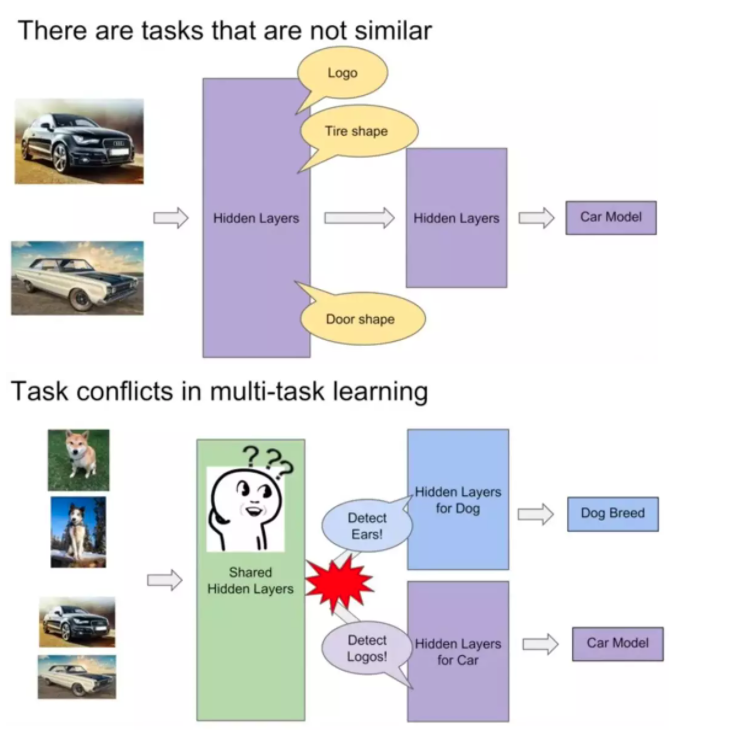 There are tasks that are not similar
Logo
Tire shape
Hidden Layers
Hidden Layers
Car Model
Door shape
Task conflicts in multi-task learning
???
Hidden Layers
for Dog
Detect
Ears!
Dog Breed
Shared
Hidden Layers
Detect
Logos!
Hidden Layers
for Car
Car Model